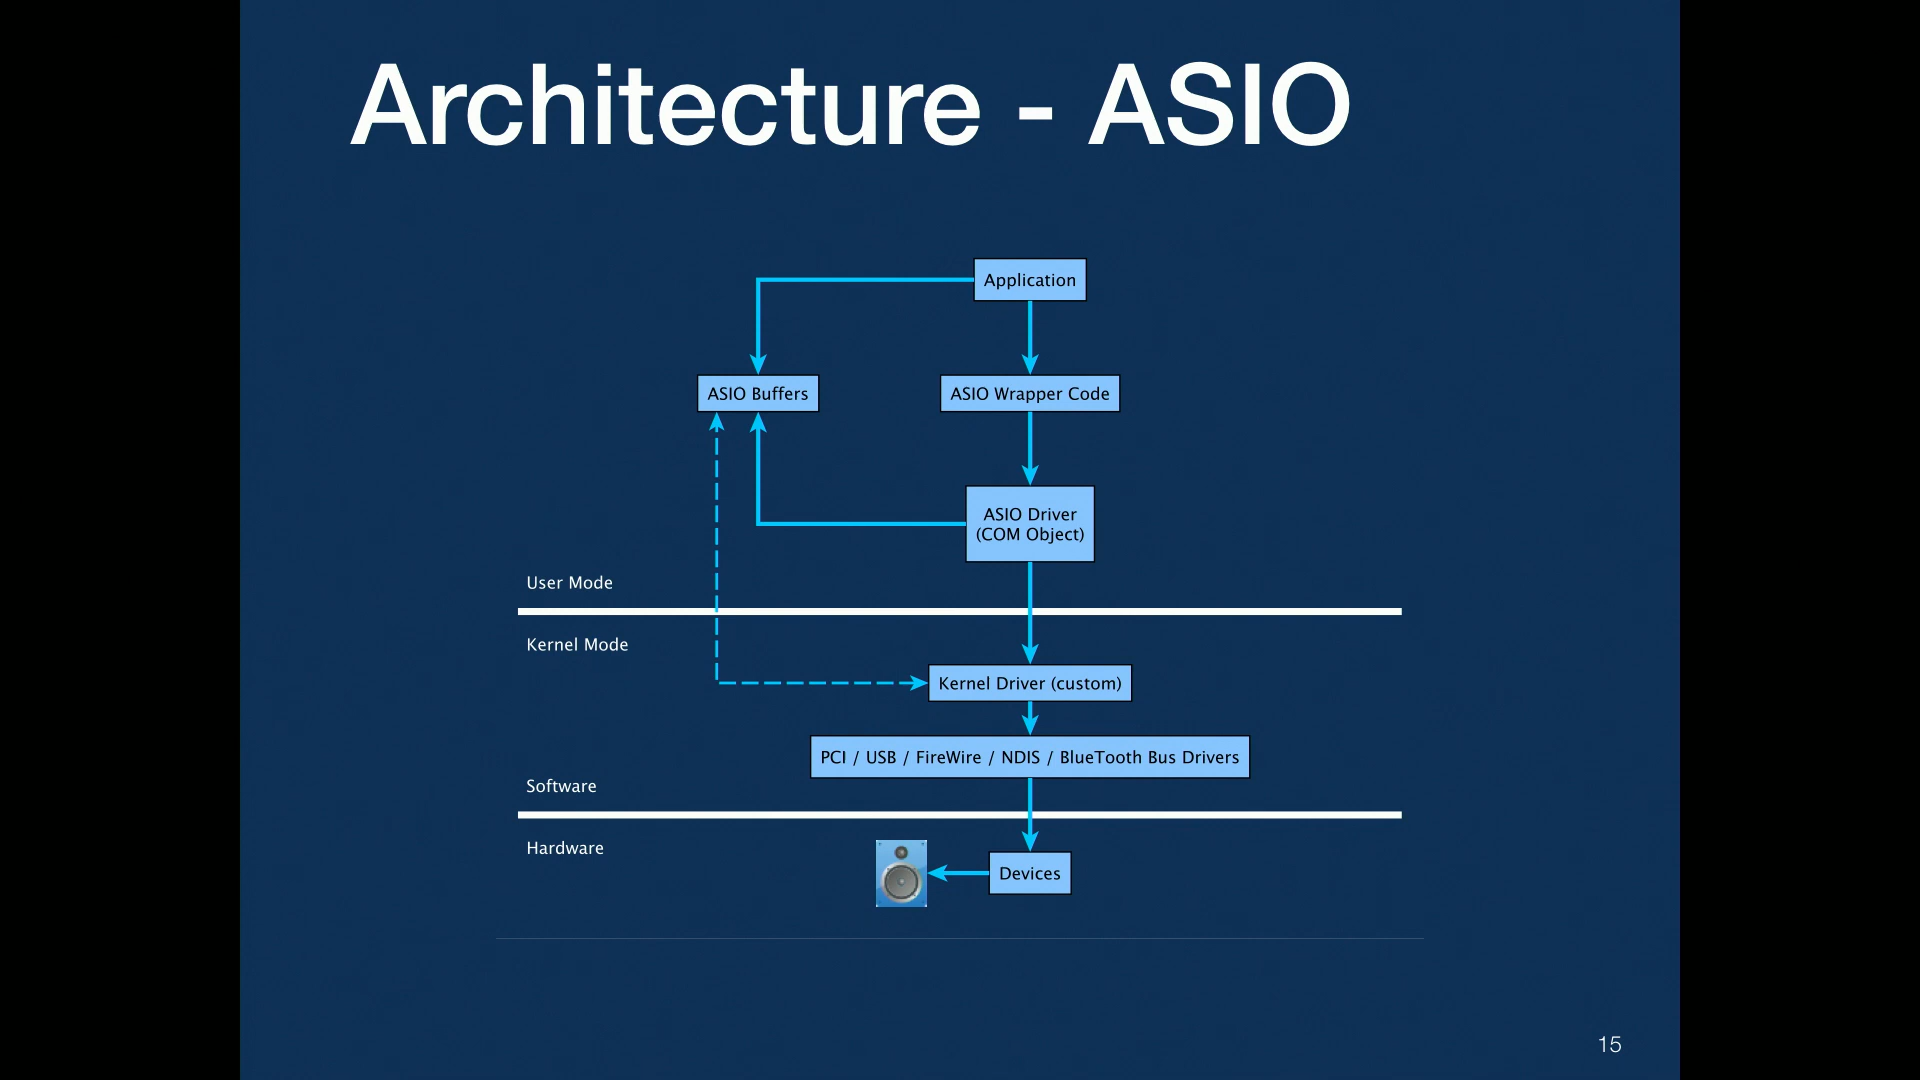 Architecture - ASIO
Application
ASIO Buffers
ASIO Wrapper Code
ASIO Driver
(COM Object)
User Mode
Kernel Mode
Kernel Driver (custom)
PCI / USB / FireWire / NDIS / BlueTooth Bus Drivers
Software
Hardware
Devices
15